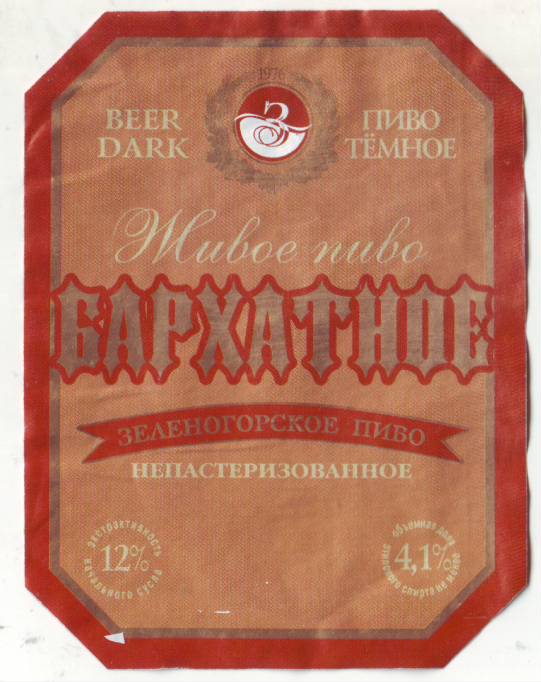 1976
З
BEER
DARK
ПИВО
ТЁМНОЕ
Живое пиво
БАРХАТНОЕ
ЗЕЛЕНОГОРСКОЕ ПИВО
НЕПАСТЕРИЗОВАННОЕ
экстрактивность
12%
начального сусла
объемная доля
4,1%
этилового спирта не менее